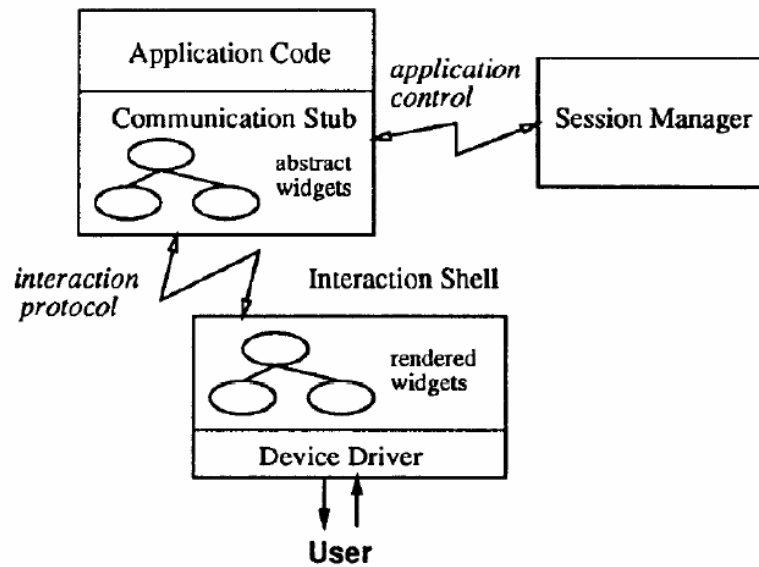 Application Code
application
control
Communication Stub
Session Manager
abstract
widgets
interaction
protocol
Interaction Shell
rendered
widgets
Device Driver
User